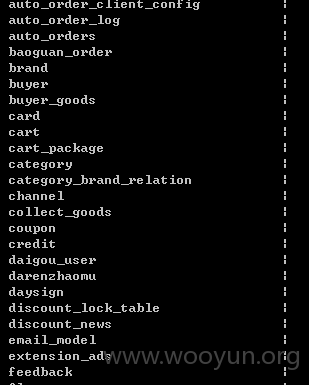 auto_order_client_config |
auto_order_log |
auto_orders |
baoguan_order |
brand |
buyer |
buyer_goods |
card |
cart |
cart_package |
category |
category_brand_relation |
channel |
collect_goods |
coupon |
credit |
daigou_user |
darenzhaomu |
daysign |
discount_lock_table |
discount_news |
email_model |
extension_ads |
www.wooyun.org
feedback |